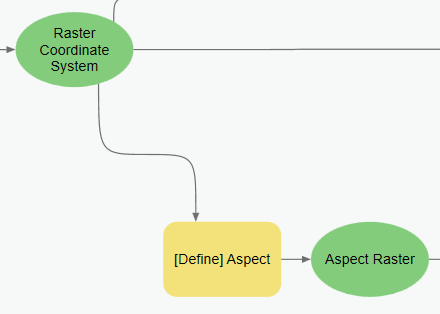 Raster
Coordinate
System
[Define] Aspect
Aspect Raster